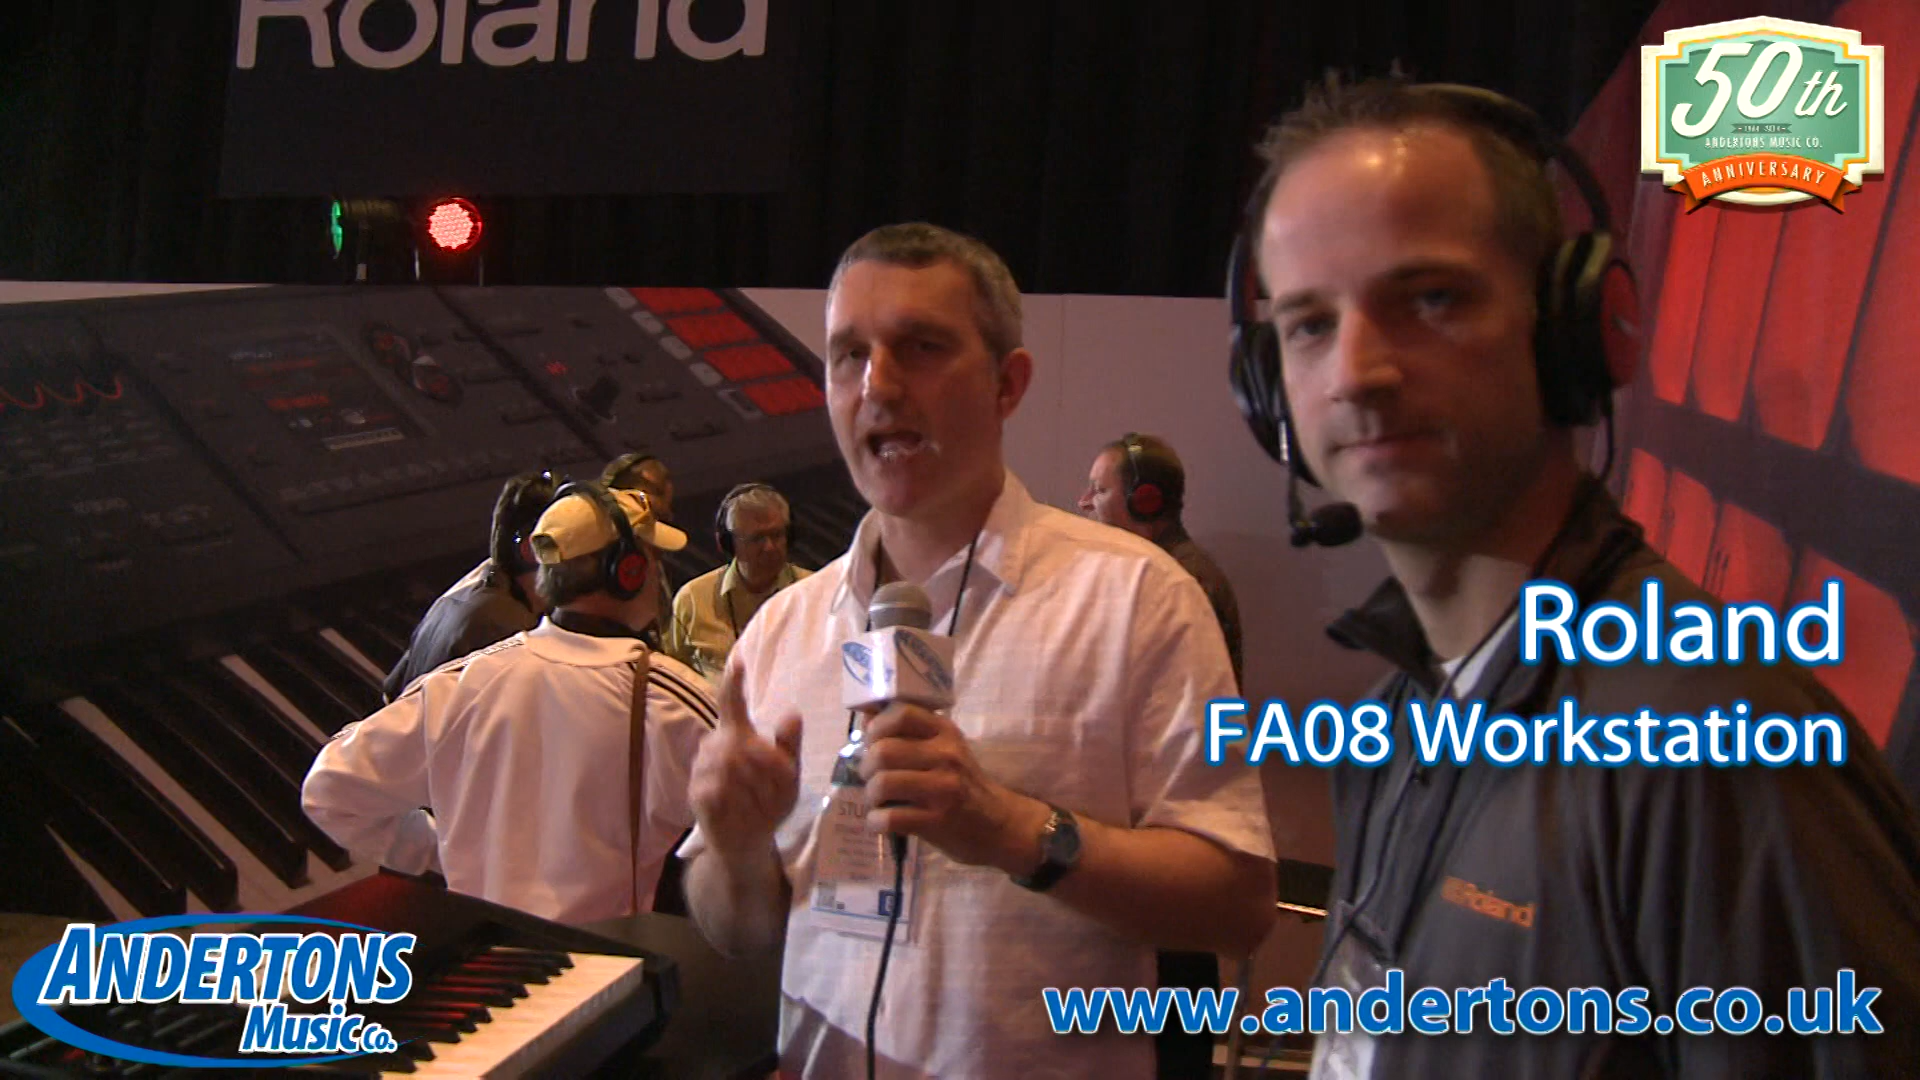 Roland
50th
ANDERTONS MUSIC CO.
ANNIVERSARY
Roland
FA08 Workstation
Roland
ANDERTONS
MUSIC CO.
www.andertons.co.uk